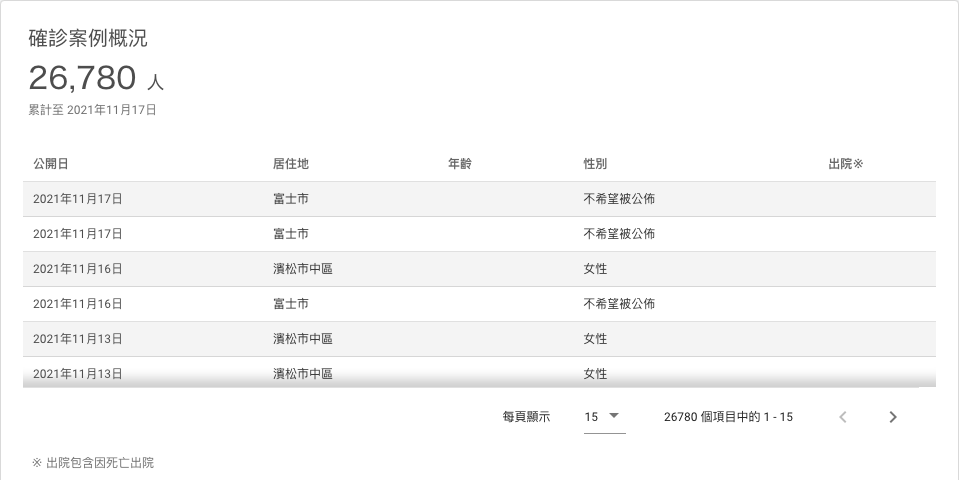 確診案例概況
26,780 人
累計至 2021年11月17日
公開日 居住地 年齡 性別 出院※
2021年11月17日 富士市 不希望被公佈
2021年11月17日 富士市 不希望被公佈
2021年11月16日 濱松市中區 女性
2021年11月16日 富士市 不希望被公佈
2021年11月13日 濱松市中區 女性
2021年11月13日 濱松市中區 女性
每頁顯示 15 26780 個項目中的 1 - 15
※ 出院包含因死亡出院